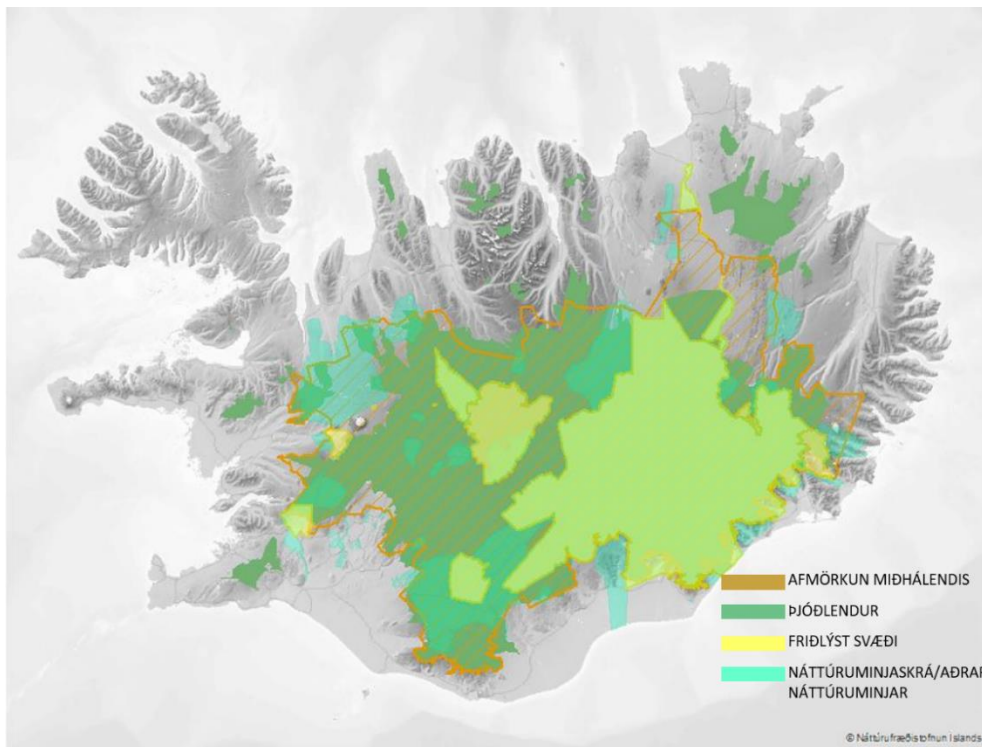 AFMÖRKUN MIÐHÁLENDIS
ÞJÓÐLENDUR
FRIÐLÝST SVÆÐI
NÁTTÚRUMINJASKRÁ/AÐRAR
NÁTTÚRUMINJAR
© Náttúrufræðistofnun Íslands